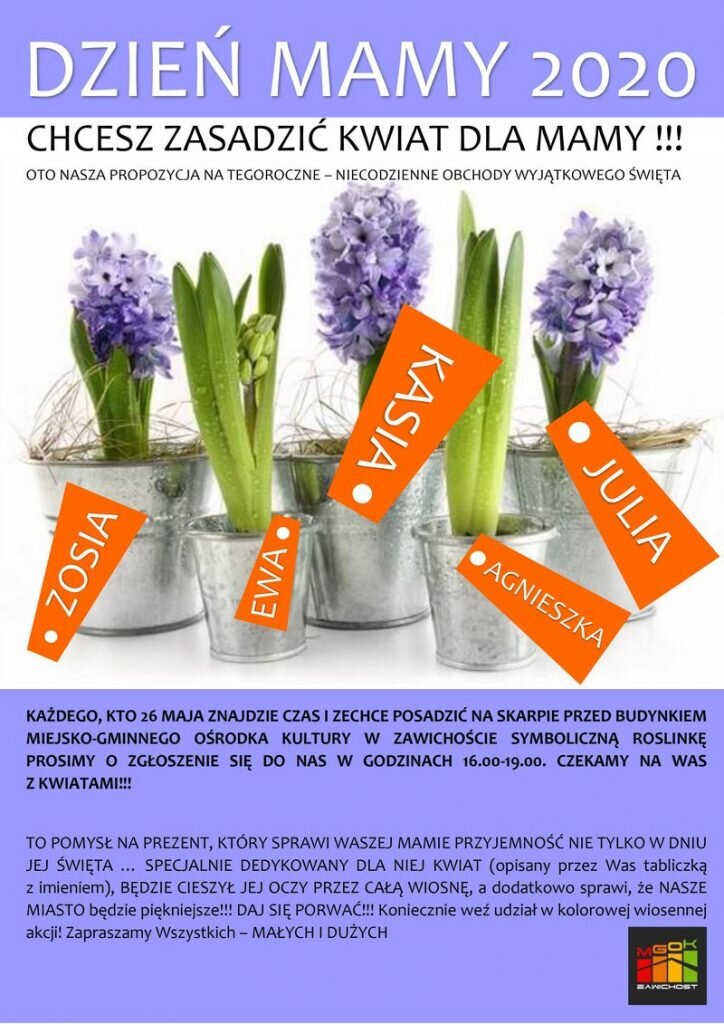 DZIEŃ MAMY 2020
CHCESZ ZASADZIĆ KWIAT DLA MAMY !!!
OTO NASZA PROPOZYCJA NA TEGOROCZNE – NIECODZIENNE OBCHODY WYJĄTKOWEGO ŚWIĘTA
KASIA
JULIA
ZOSIA
EWA
AGNIESZKA
KAŻDEGO, KTO 26 MAJA ZNAJDZIE CZAS I ZECHCE POSADZIĆ NA SKARPIE PRZED BUDYNKIEM
MIEJSKO-GMINNEGO OŚRODKA KULTURY W ZAWICHOŚCIE SYMBOLICZNĄ ROSLINKĘ
PROSIMY O ZGŁOSZENIE SIĘ DO NAS W GODZINACH 16.00-19.00. CZEKAMY NA WAS
Z KWIATAMI!!!
TO POMYSŁ NA PREZENT, KTÓRY SPRAWI WASZEJ MAMIE PRZYJEMNOŚĆ NIE TYLKO W DNIU
JEJ ŚWIĘTA ... SPECJALNIE DEDYKOWANY DLA NIEJ KWIAT (opisany przez Was tabliczką
z imieniem), BĘDZIE CIESZYŁ JEJ OCZY PRZEZ CAŁĄ WIOSNĘ, a dodatkowo sprawi, że NASZE
MIASTO będzie piękniejsze!!! DAJ SIĘ PORWAĆ!!! Koniecznie weź udział w kolorowej wiosennej
akcji! Zapraszamy Wszystkich – MAŁYCH I DUŻYCH
MGOK
ZAWICHOST